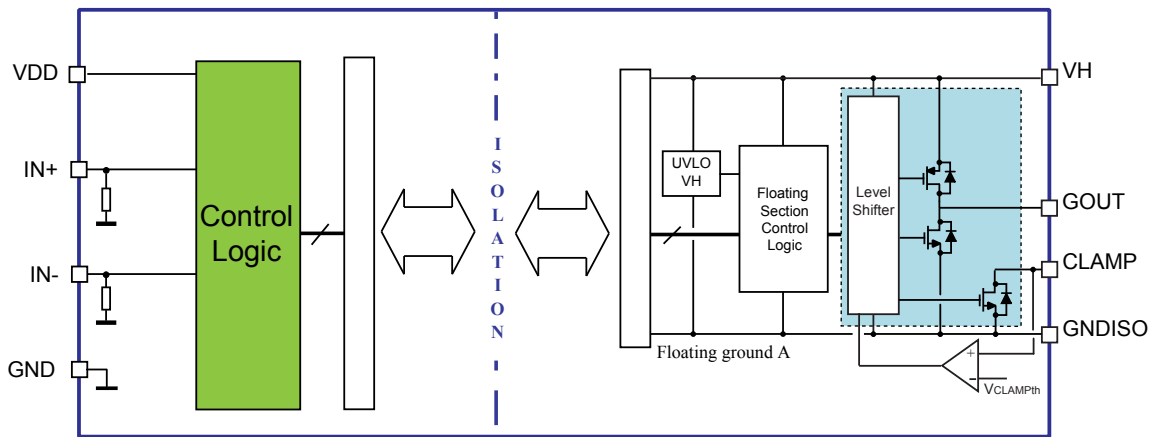 VDD
IN+
IN-
GND
Control
Logic
ISOLATION
UVLO
VH
Floating
Section
Control
Logic
Level
Shifter
Floating ground A
+
-
VCLAMPth
VH
GOUT
CLAMP
GNDISO